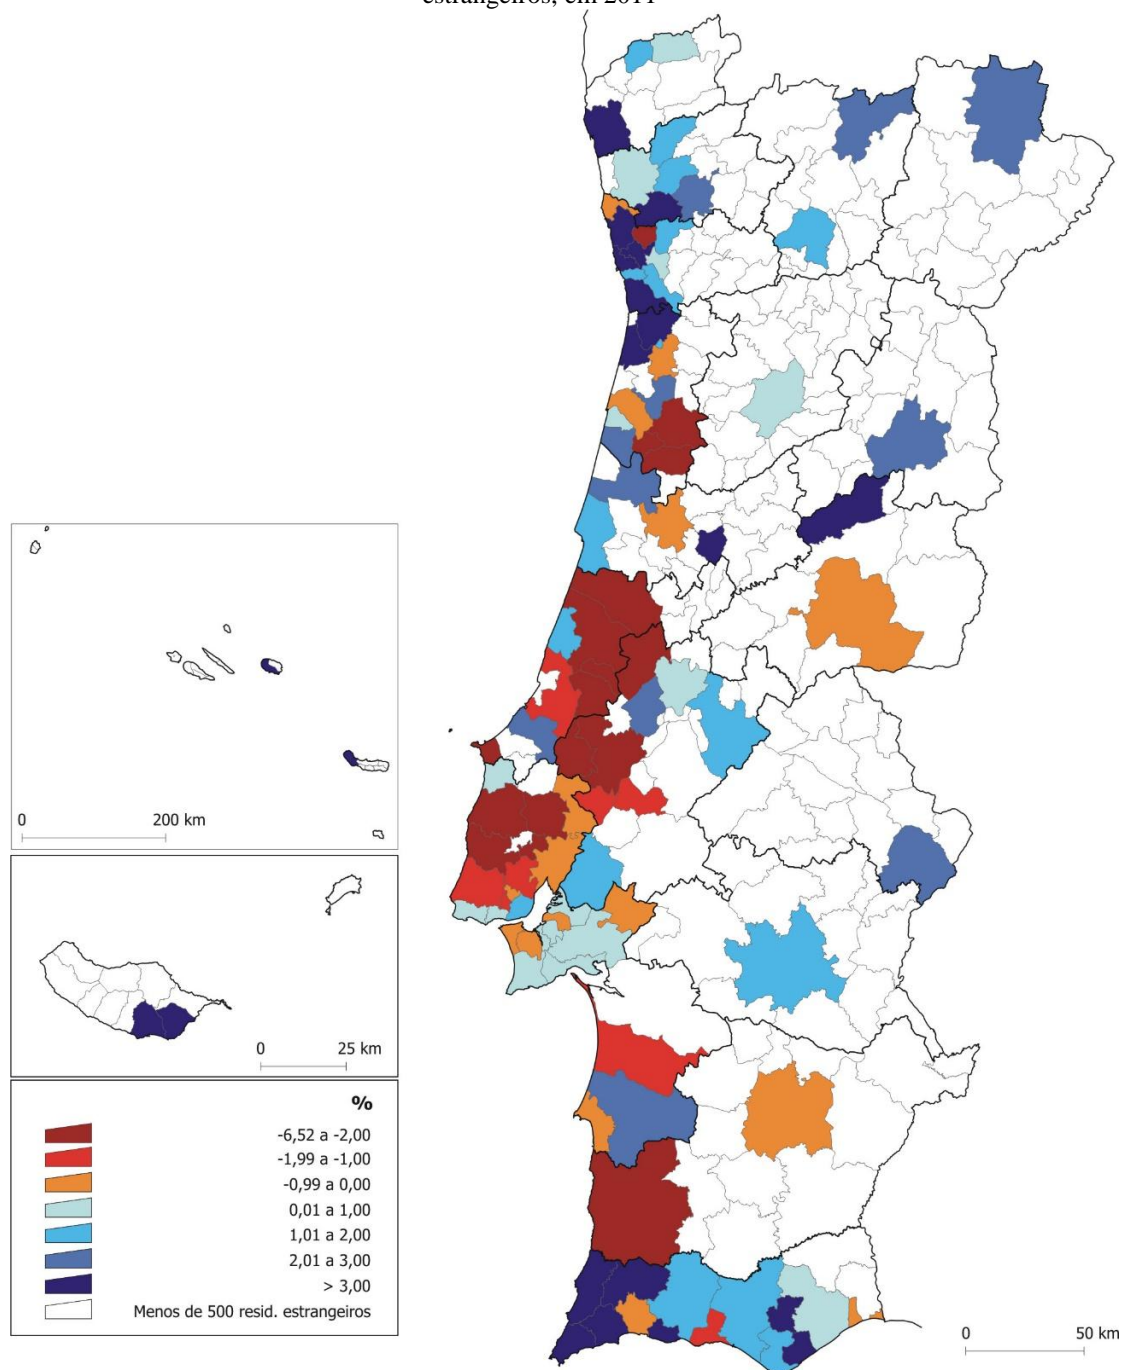 estrangeiros, em 2011
0 200 km
0 25 km
%
-6,52 a -2,00
-1,99 a -1,00
-0,99 a 0,00
0,01 a 1,00
1,01 a 2,00
2,01 a 3,00
> 3,00
Menos de 500 resid. estrangeiros
0 50 km